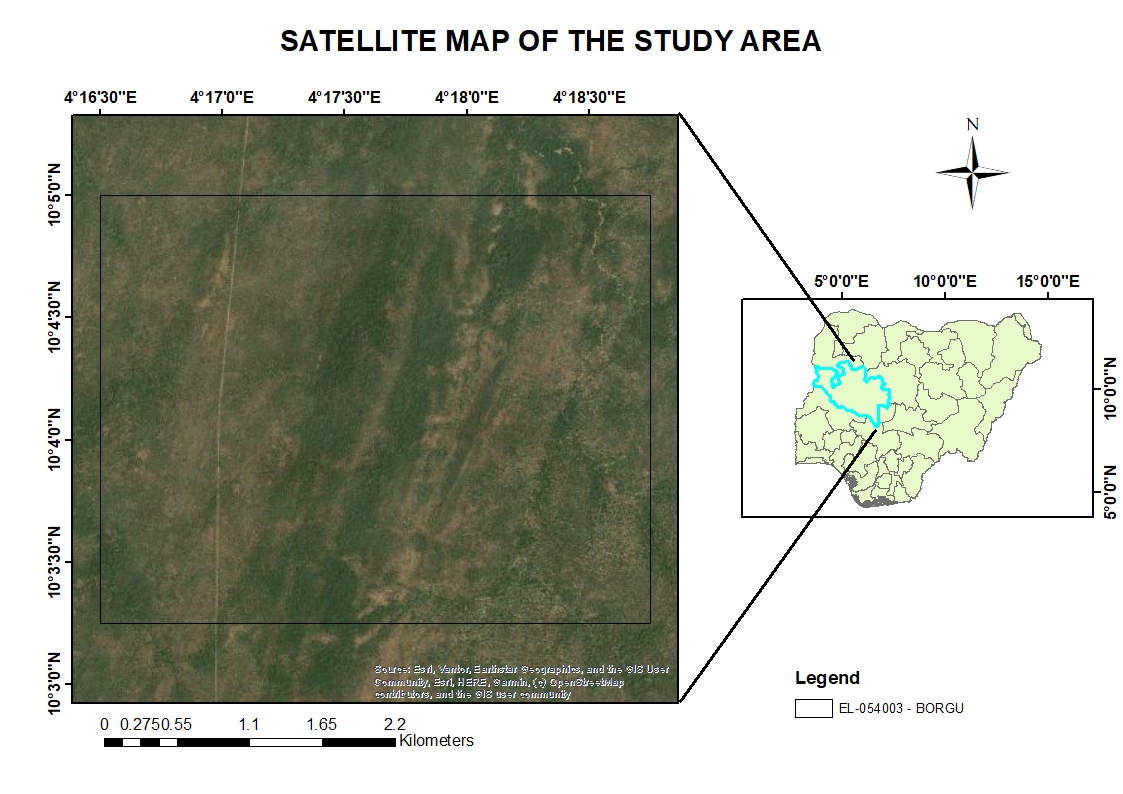 SATELLITE MAP OF THE STUDY AREA
4°16'30"E 4°17'0"E 4°17'30"E 4°18'0"E 4°18'30"E
10°5'0"N
10°4'30"N
10°4'0"N
10°3'30"N
10°3'0"N
Source: Esri, Vantor, Earthstar Geographics, and the GIS User
Community, Esri, HERE, Garmin, (c) OpenStreetMap
contributors, and the GIS user community
0 0.275 0.55 1.1 1.65 2.2
Kilometers
N
5°0'0"E 10°0'0"E 15°0'0"E
10°0'0"N
5°0'0"N
Legend
EL-054003 - BORGU